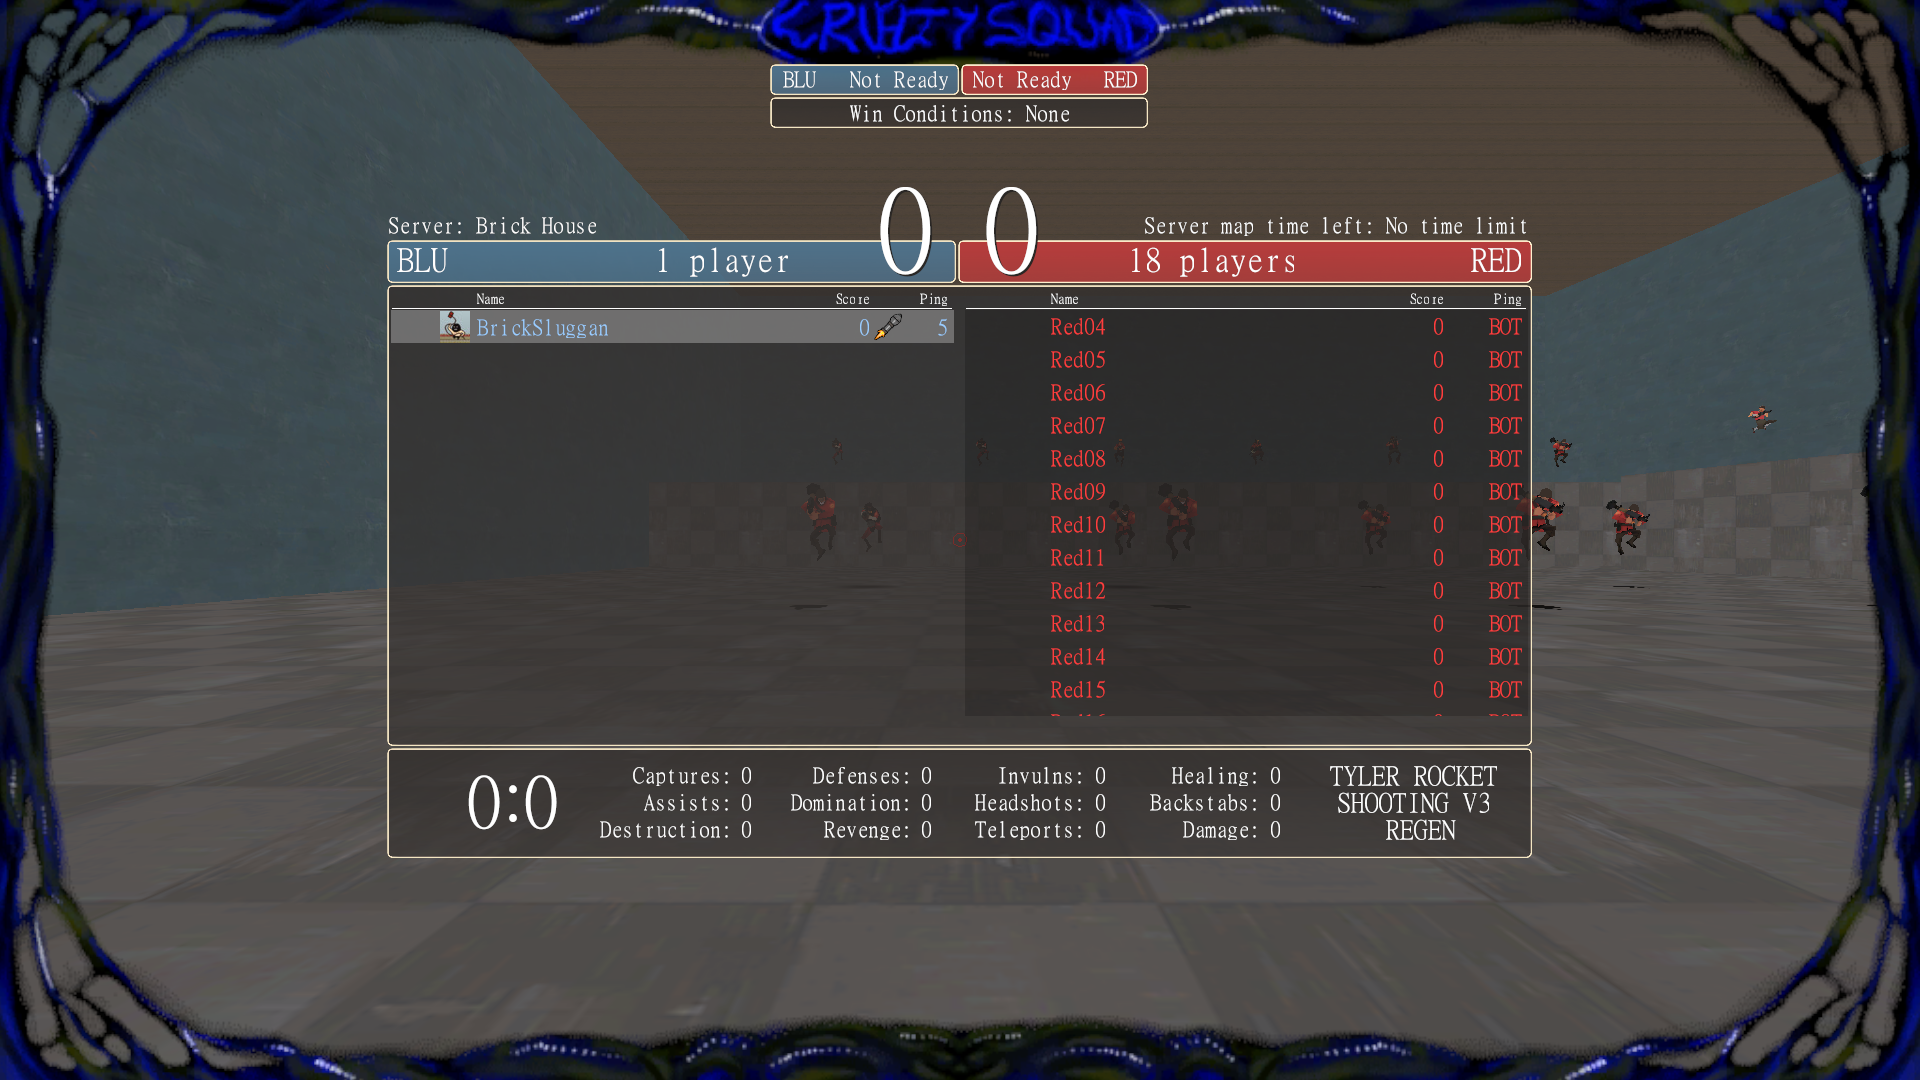 CRUELTY SQUAD
BLU Not Ready Not Ready RED
Win Conditions: None
0 0
Server: Brick House Server map time left: No time limit
BLU 1 player 18 players RED
Name Score Ping Name Score Ping
BrickSluggan 0 5 Red04 0 BOT
Red05 0 BOT
Red06 0 BOT
Red07 0 BOT
Red08 0 BOT
Red09 0 BOT
Red10 0 BOT
Red11 0 BOT
Red12 0 BOT
Red13 0 BOT
Red14 0 BOT
Red15 0 BOT
0:0
Captures: 0 Defenses: 0 Invulns: 0 Healing: 0 TYLER ROCKET
Assists: 0 Domination: 0 Headshots: 0 Backstabs: 0 SHOOTING V3
Destruction: 0 Revenge: 0 Teleports: 0 Damage: 0 REGEN